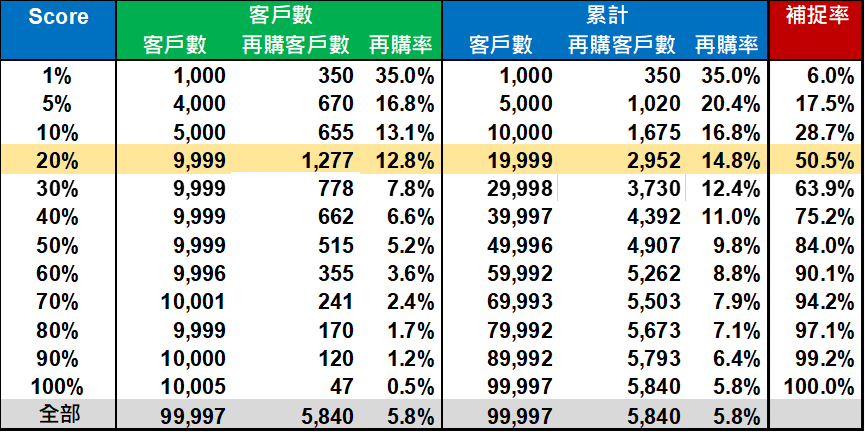 Score 客戶數 累計 補捉率
客戶數 再購客戶數 再購率 客戶數 再購客戶數 再購率
1% 1,000 350 35.0% 1,000 350 35.0% 6.0%
5% 4,000 670 16.8% 5,000 1,020 20.4% 17.5%
10% 5,000 655 13.1% 10,000 1,675 16.8% 28.7%
20% 9,999 1,277 12.8% 19,999 2,952 14.8% 50.5%
30% 9,999 778 7.8% 29,998 3,730 12.4% 63.9%
40% 9,999 662 6.6% 39,997 4,392 11.0% 75.2%
50% 9,999 515 5.2% 49,996 4,907 9.8% 84.0%
60% 9,996 355 3.6% 59,992 5,262 8.8% 90.1%
70% 10,001 241 2.4% 69,993 5,503 7.9% 94.2%
80% 9,999 170 1.7% 79,992 5,673 7.1% 97.1%
90% 10,000 120 1.2% 89,992 5,793 6.4% 99.2%
100% 10,005 47 0.5% 99,997 5,840 5.8% 100.0%
全部 99,997 5,840 5.8% 99,997 5,840 5.8%